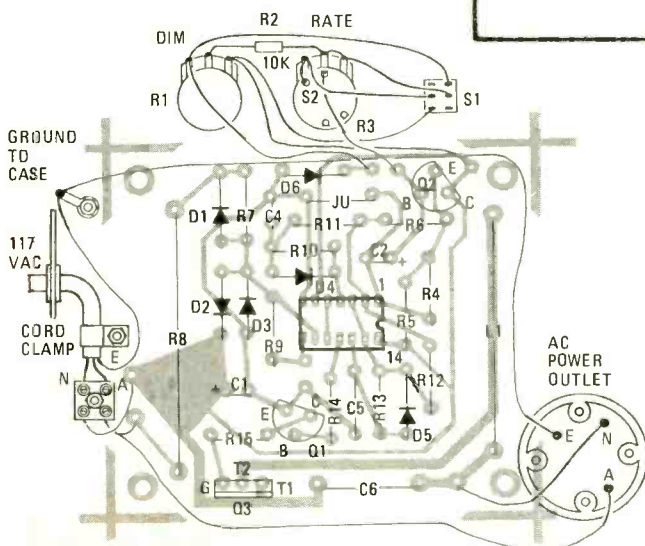 R2 RATE
DIM
10K
R1
S2
S1
R3
GROUND
TO
CASE
E
D6
Q2
JU
B
C
D1
R7
C4
R11
R6
117
VAC
R10
C2
+
D4
R4
1
D2
D3
R8
R5
CORD
CLAMP
E
R9
14
R12
AC
POWER
OUTLET
N
A
+
C1
C
E
R14
C5
R13
D5
E
N
R15
B
Q1
A
T2
G
T1
C6
Q3